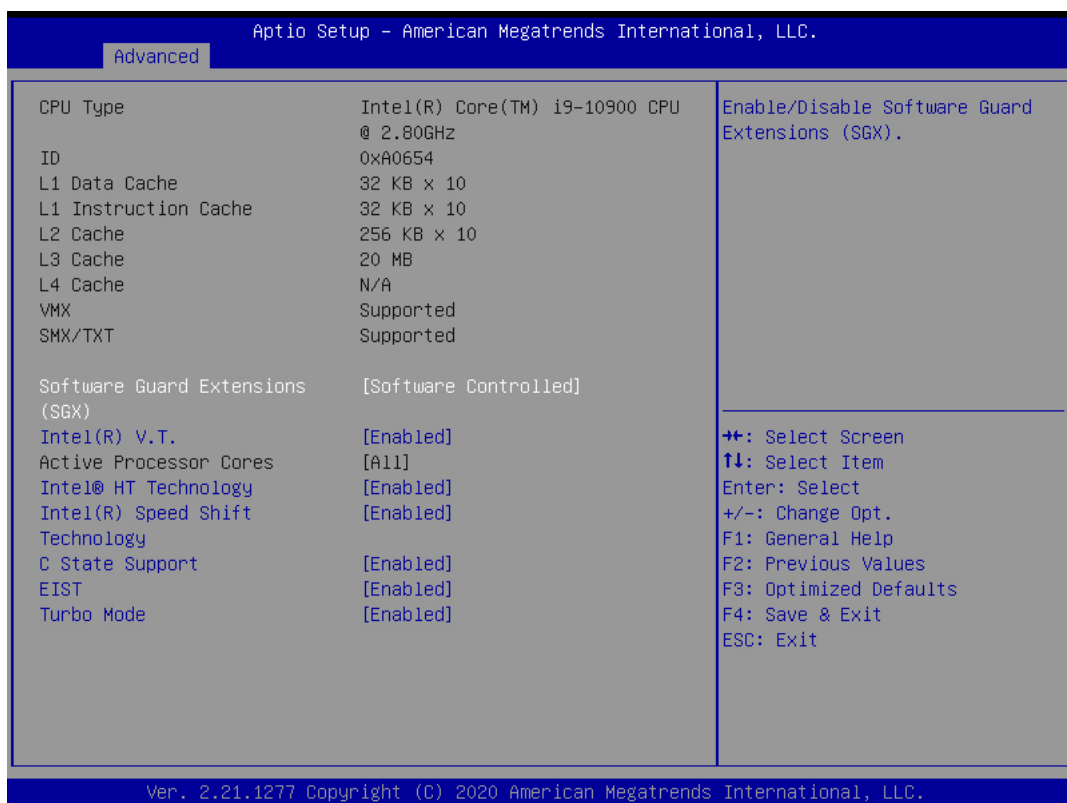 Aptio Setup – American Megatrends International, LLC.
Advanced
CPU Type Intel(R) Core(TM) i9-10900 CPU
@ 2.80GHz
ID 0xA0654
L1 Data Cache 32 KB x 10
L1 Instruction Cache 32 KB x 10
L2 Cache 256 KB x 10
L3 Cache 20 MB
L4 Cache N/A
VMX Supported
SMX/TXT Supported
Software Guard Extensions [Software Controlled]
(SGX)
Intel(R) V.T. [Enabled]
Active Processor Cores [All]
Intel® HT Technology [Enabled]
Intel(R) Speed Shift [Enabled]
Technology
C State Support [Enabled]
EIST [Enabled]
Turbo Mode [Enabled]
Enable/Disable Software Guard
Extensions (SGX).
→←: Select Screen
↑↓: Select Item
Enter: Select
+/-: Change Opt.
F1: General Help
F2: Previous Values
F3: Optimized Defaults
F4: Save & Exit
ESC: Exit
Ver. 2.21.1277 Copyright (C) 2020 American Megatrends International, LLC.